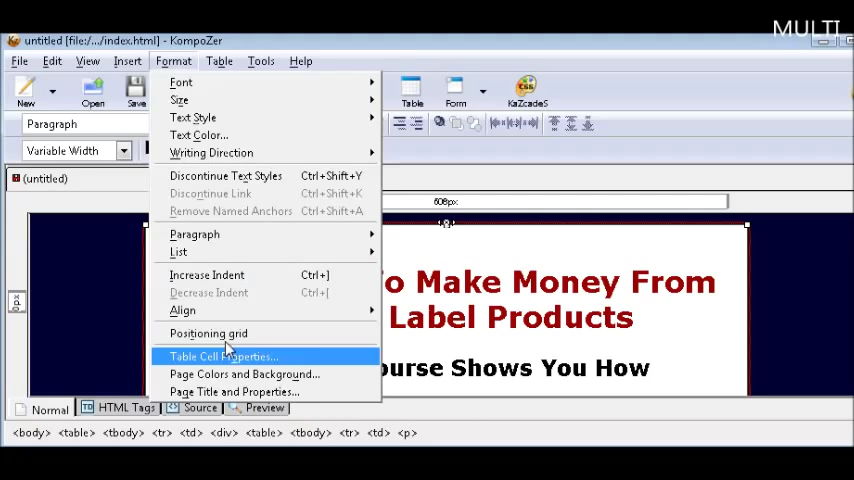 MULTI
untitled [file:/.../index.html] - KompoZer
File Edit View Insert Format Table Tools Help
New Open Save Table Form KaZcadeS
Paragraph
Variable Width
(untitled)
Font
Size
Text Style
Text Color...
Writing Direction
Discontinue Text Styles Ctrl+Shift+Y
Discontinue Link Ctrl+Shift+K
Remove Named Anchors Ctrl+Shift+A
Paragraph
List
Increase Indent Ctrl+]
Decrease Indent Ctrl+[
Align
Positioning grid
Table Cell Properties...
Page Colors and Background...
Page Title and Properties...
608px
0px
o Make Money From
Label Products
ourse Shows You How
Normal HTML Tags Source Preview
<body> <table> <tbody> <tr> <td> <div> <table> <tbody> <tr> <td> <p>